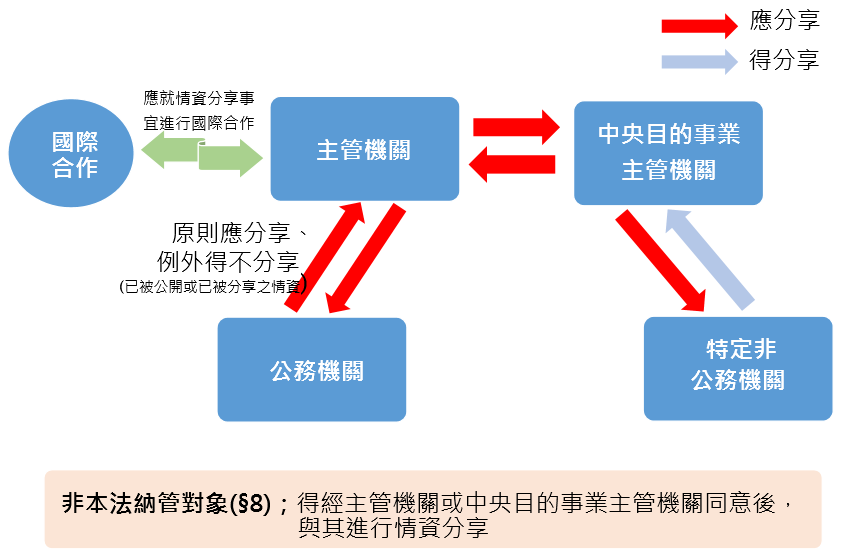 應分享
得分享
應就情資分享事
宜進行國際合作
國際
合作
主管機關
中央目的事業
主管機關
原則應分享、
例外得不分享
(已被公開或已被分享之情資)
公務機關
特定非
公務機關
非本法納管對象(§8)；得經主管機關或中央目的事業主管機關同意後，
與其進行情資分享